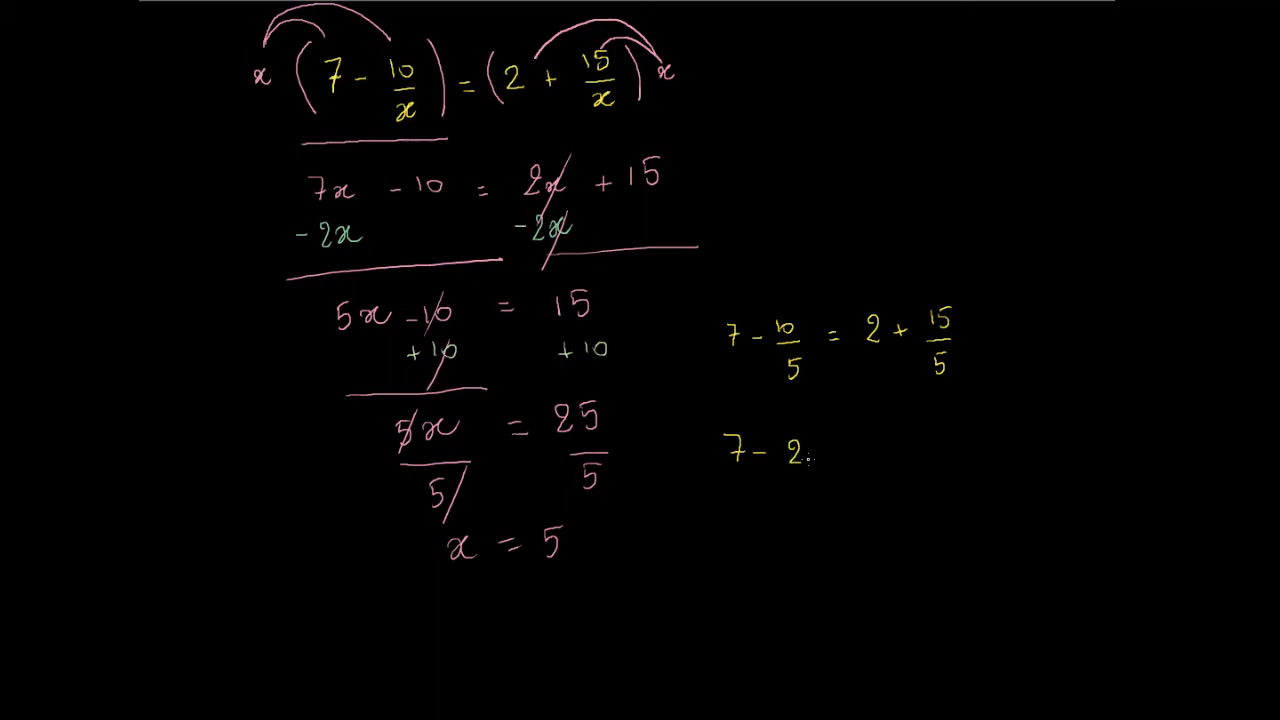 x (7 - 10/x) = (2 + 15/x) x
7x - 10 = 2x + 15
- 2x - 2x
5x - 10 = 15
+ 10 + 10
5x/5 = 25/5
x = 5
7 - 10/5 = 2 + 15/5
7 - 2